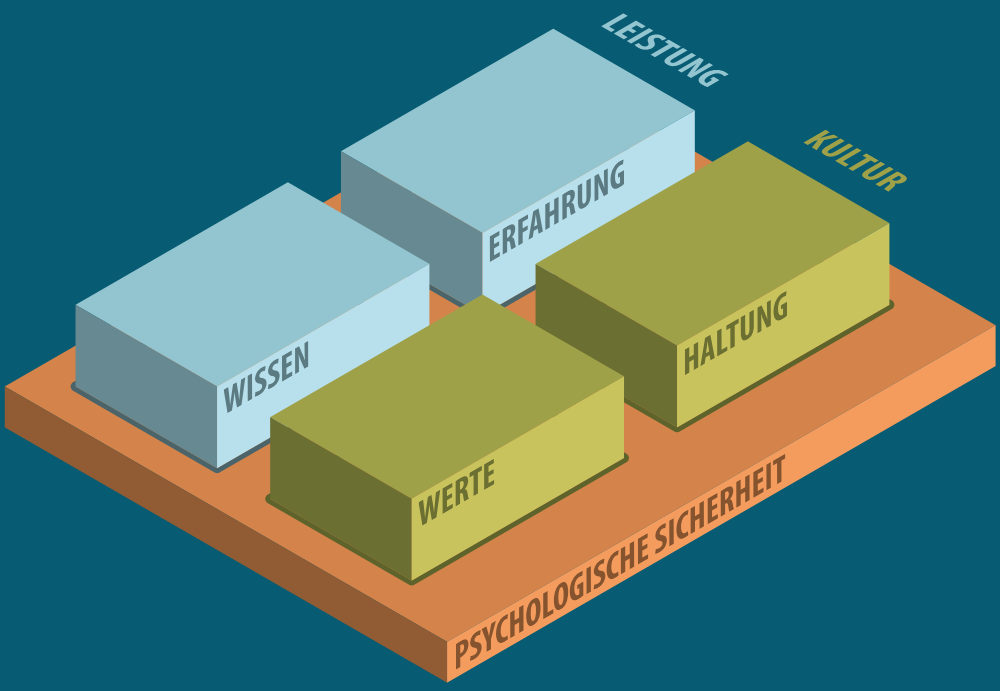 LEISTUNG
KULTUR
ERFAHRUNG
HALTUNG
WISSEN
WERTE
PSYCHOLOGISCHE SICHERHEIT